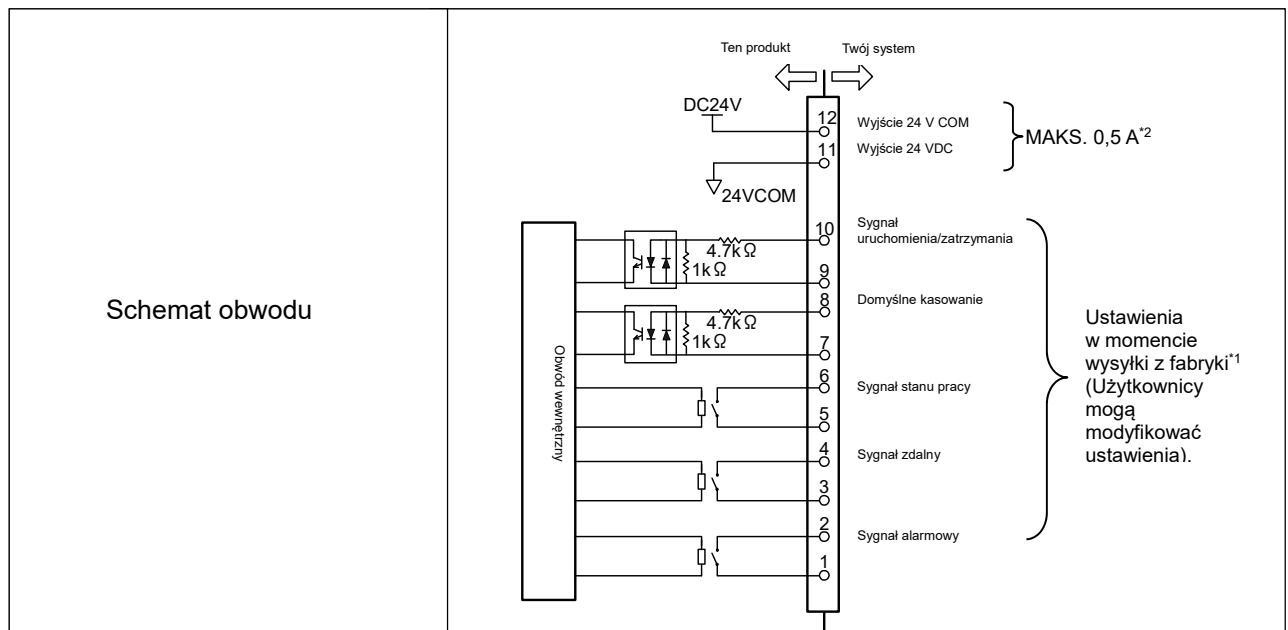 Schemat obwodu
Ten produkt
Twój system
DC24V
12
Wyjście 24 V COM
11
Wyjście 24 VDC
MAKS. 0,5 A*2
24VCOM
10
Sygnał
uruchomienia/zatrzymania
4.7kΩ
1kΩ
9
8
Domyślne kasowanie
4.7kΩ
1kΩ
7
Obwód wewnętrzny
6
Sygnał stanu pracy
5
4
Sygnał zdalny
3
2
Sygnał alarmowy
1
Ustawienia
w momencie
wysyłki z fabryki*1
(Użytkownicy
mogą
modyfikować
ustawienia).